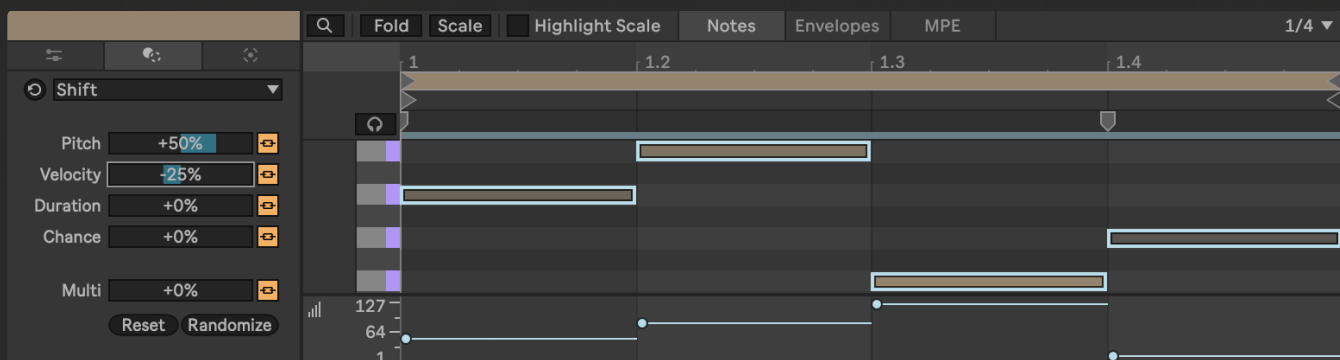 Fold Scale Highlight Scale Notes Envelopes MPE 1/4
1 1.2 1.3 1.4
Shift
Pitch +50%
Velocity -25%
Duration +0%
Chance +0%
Multi +0%
Reset Randomize
127
64
1